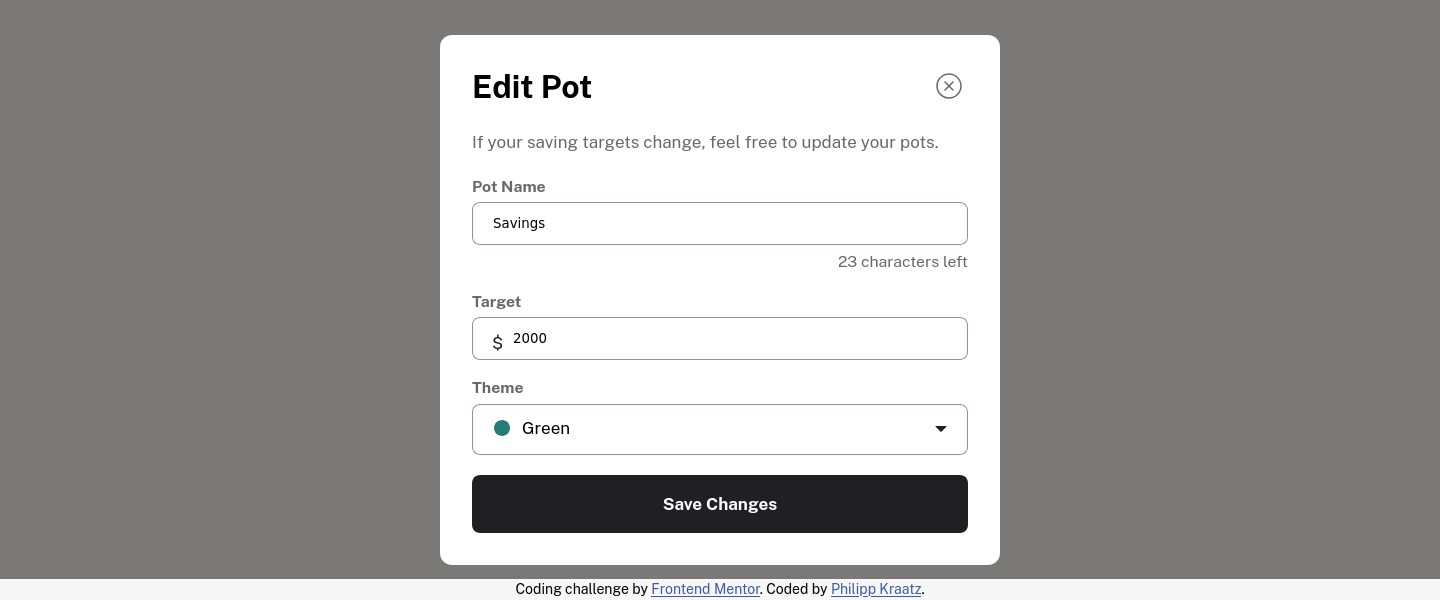 Edit Pot
If your saving targets change, feel free to update your pots.
Pot Name
Savings
23 characters left
Target
$ 2000
Theme
Green
Save Changes
Coding challenge by Frontend Mentor. Coded by Philipp Kraatz.